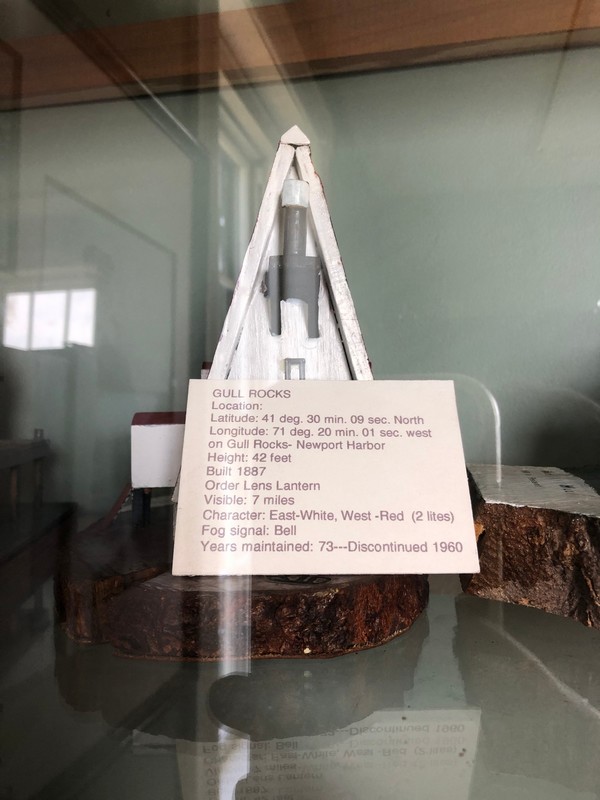 GULL ROCKS
Location:
Latitude: 41 deg. 30 min. 09 sec. North
Longitude: 71 deg. 20 min. 01 sec. west
on Gull Rocks- Newport Harbor
Height: 42 feet
Built 1887
Order Lens Lantern
Visible: 7 miles
Character: East-White, West -Red (2 lites)
Fog signal: Bell
Years maintained: 73---Discontinued 1960